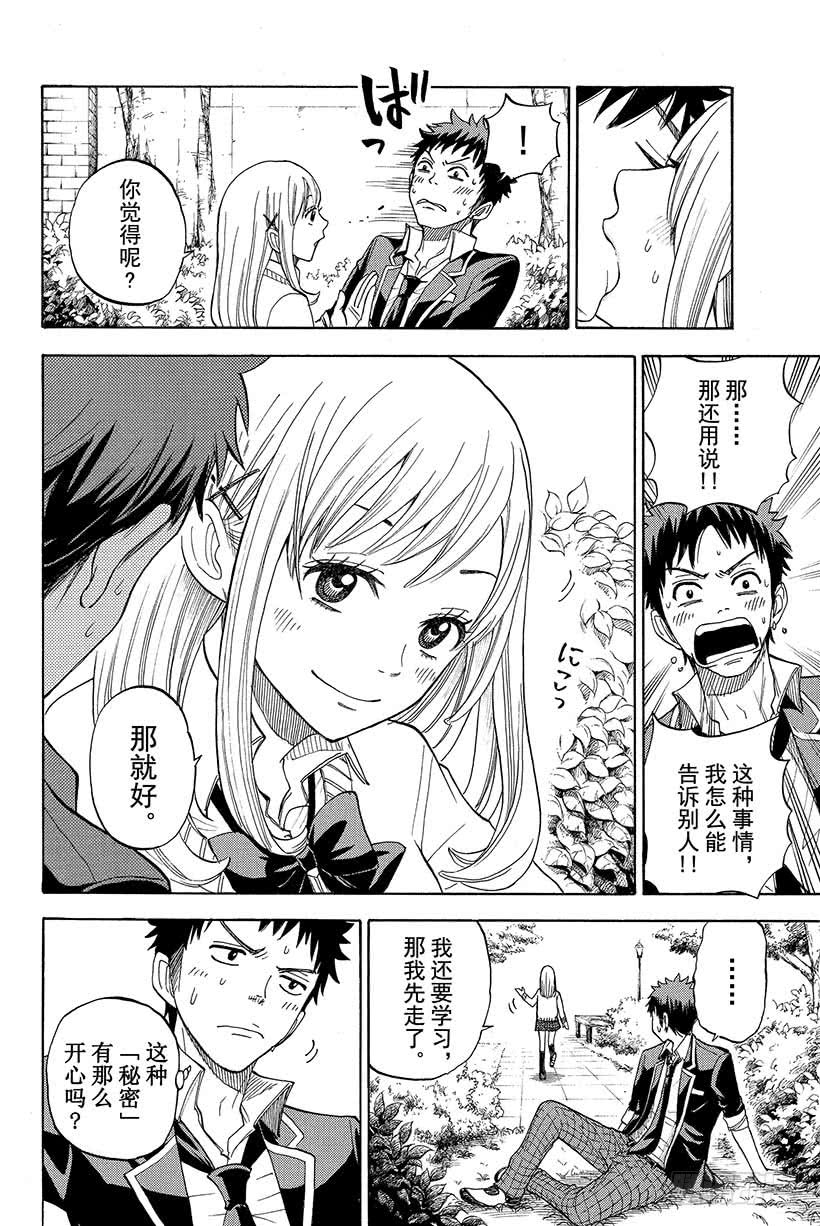 ！
ばっ
你觉得呢？
那……
那还用说!!
这种事情，
我怎么能
告诉别人!!
にこっ
那就好。
……
我还要学习，
那我先走了。
这种
「秘密」
有那么
开心吗？